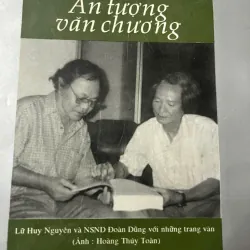 Ấn tượng
văn chương
Lữ Huy Nguyên và NSND Đoàn Dũng với những trang văn
(Ảnh : Hoàng Thúy Toàn)